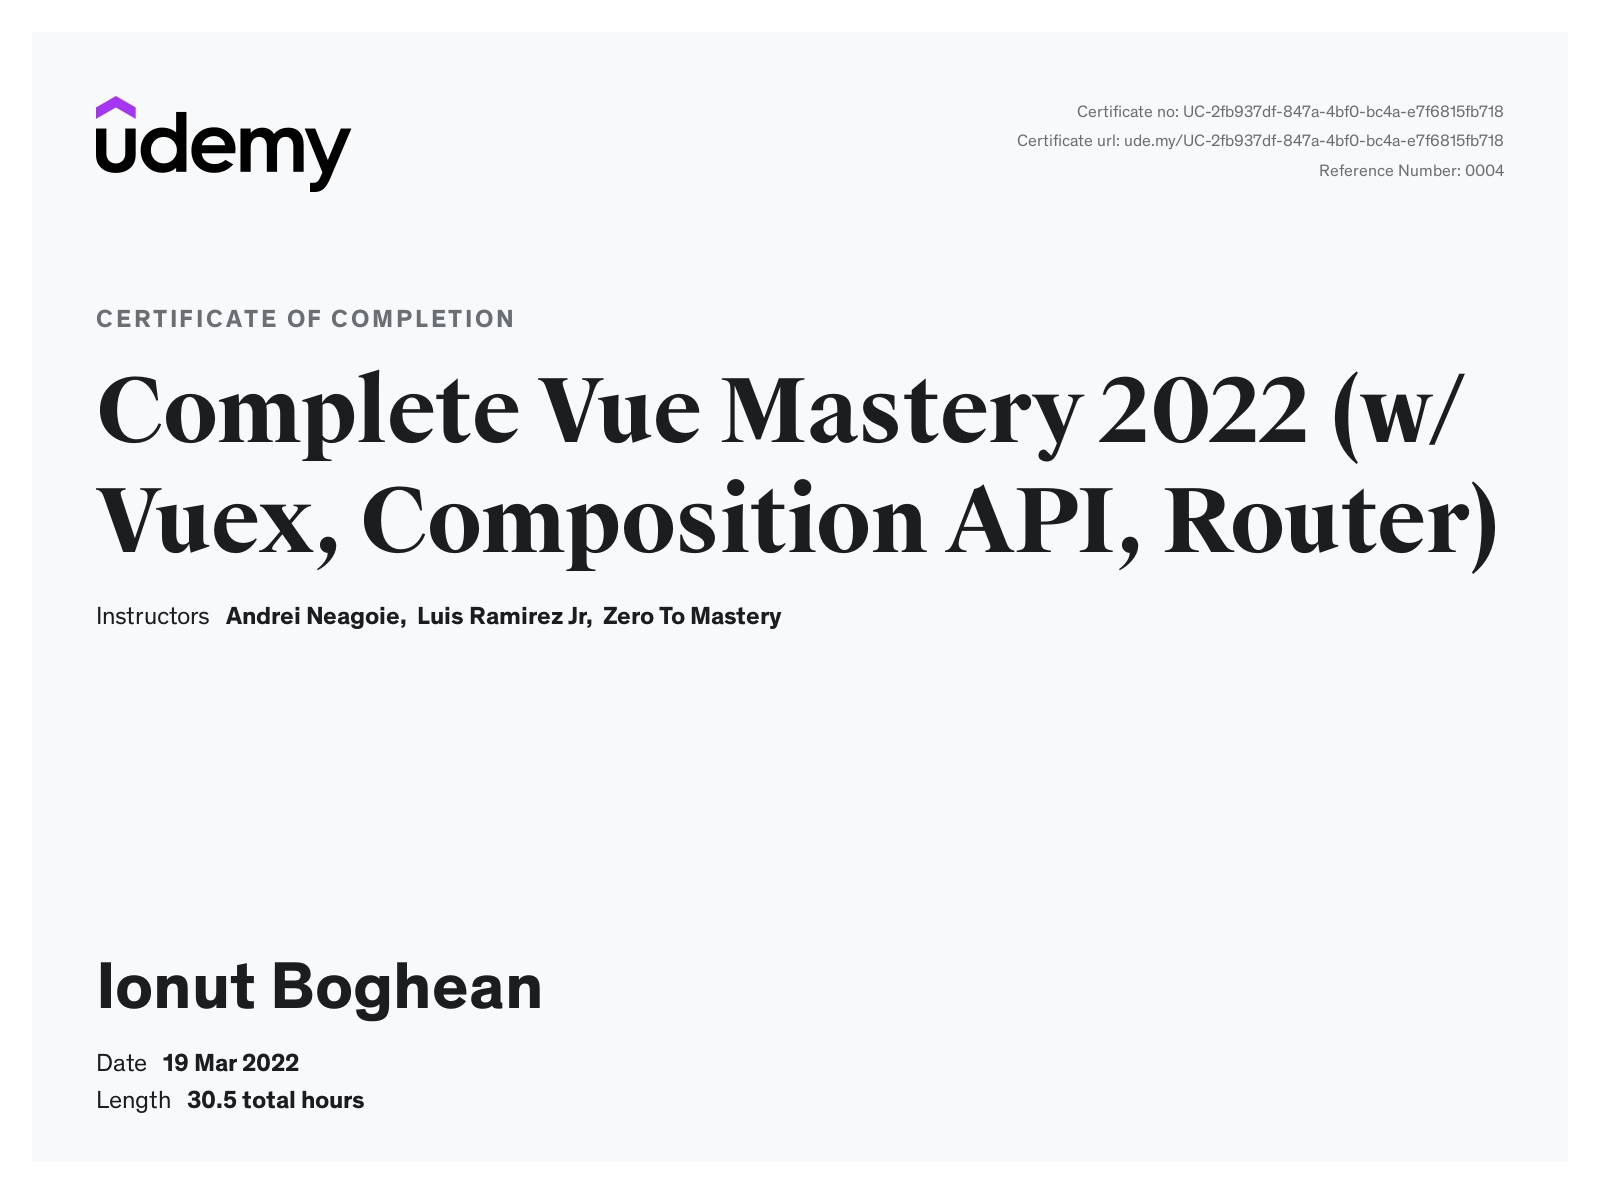 udemy
Certificate no: UC-2fb937df-847a-4bf0-bc4a-e7f6815fb718
Certificate url: ude.my/UC-2fb937df-847a-4bf0-bc4a-e7f6815fb718
Reference Number: 0004
CERTIFICATE OF COMPLETION
Complete Vue Mastery 2022 (w/
Vuex, Composition API, Router)
Instructors Andrei Neagoie, Luis Ramirez Jr, Zero To Mastery
Ionut Boghean
Date 19 Mar 2022
Length 30.5 total hours